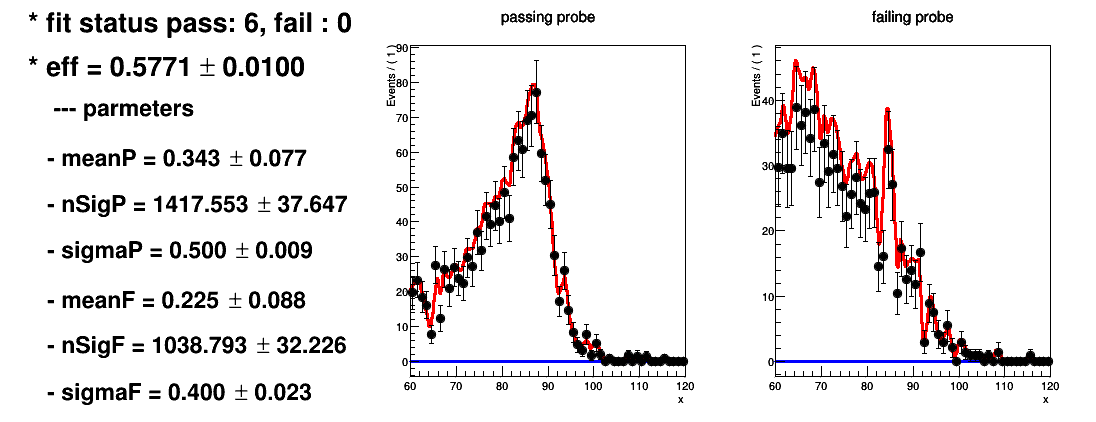 * fit status pass: 6, fail : 0
* eff = 0.5771 ± 0.0100
--- parmeters
- meanP = 0.343 ± 0.077
- nSigP = 1417.553 ± 37.647
- sigmaP = 0.500 ± 0.009
- meanF = 0.225 ± 0.088
- nSigF = 1038.793 ± 32.226
- sigmaF = 0.400 ± 0.023
passing probe
Events / ( 1 )
90
80
70
60
50
40
30
20
10
0
60 70 80 90 100 110 120
x
failing probe
Events / ( 1 )
40
30
20
10
0
60 70 80 90 100 110 120
x